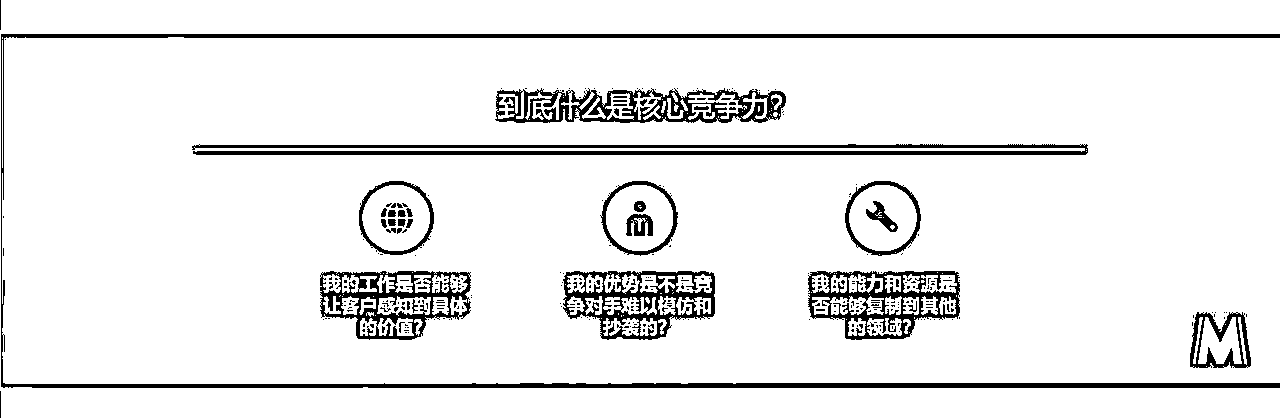 到底什么是核心竞争力?
我的工作是否能够
让客户感知到具体
的价值?
我的优势是不是竞
争对手难以模仿和
抄袭的?
我的能力和资源是
否能够复制到其他
的领域?
M